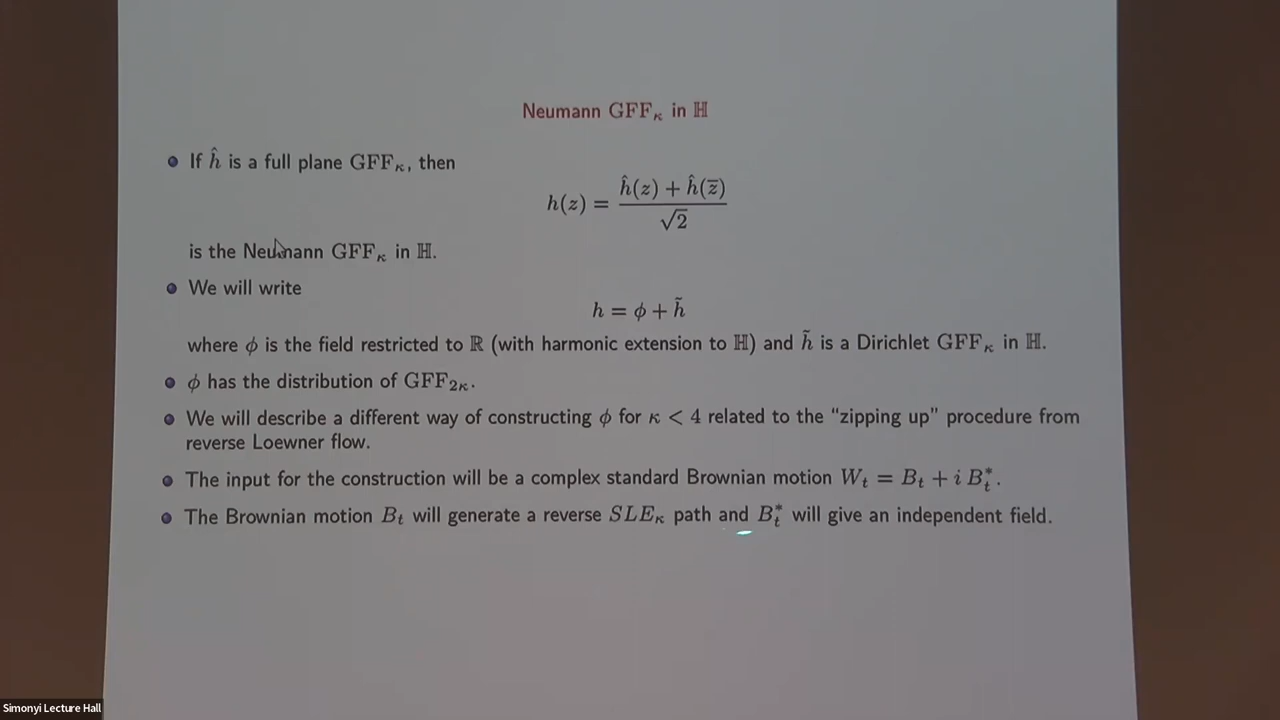 Neumann GFF_κ in ℍ
• If ĥ is a full plane GFF_κ, then
h(z) = (ĥ(z) + ĥ(z̅)) / √2
is the Neumann GFF_κ in ℍ.
• We will write
h = ϕ + h̃
where ϕ is the field restricted to ℝ (with harmonic extension to ℍ) and h̃ is a Dirichlet GFF_κ in ℍ.
• ϕ has the distribution of GFF_{2κ}.
• We will describe a different way of constructing ϕ for κ < 4 related to the "zipping up" procedure from
reverse Loewner flow.
• The input for the construction will be a complex standard Brownian motion W_t = B_t + i B_t^*.
• The Brownian motion B_t will generate a reverse SLE_κ path and B_t^* will give an independent field.
Simonyi Lecture Hall